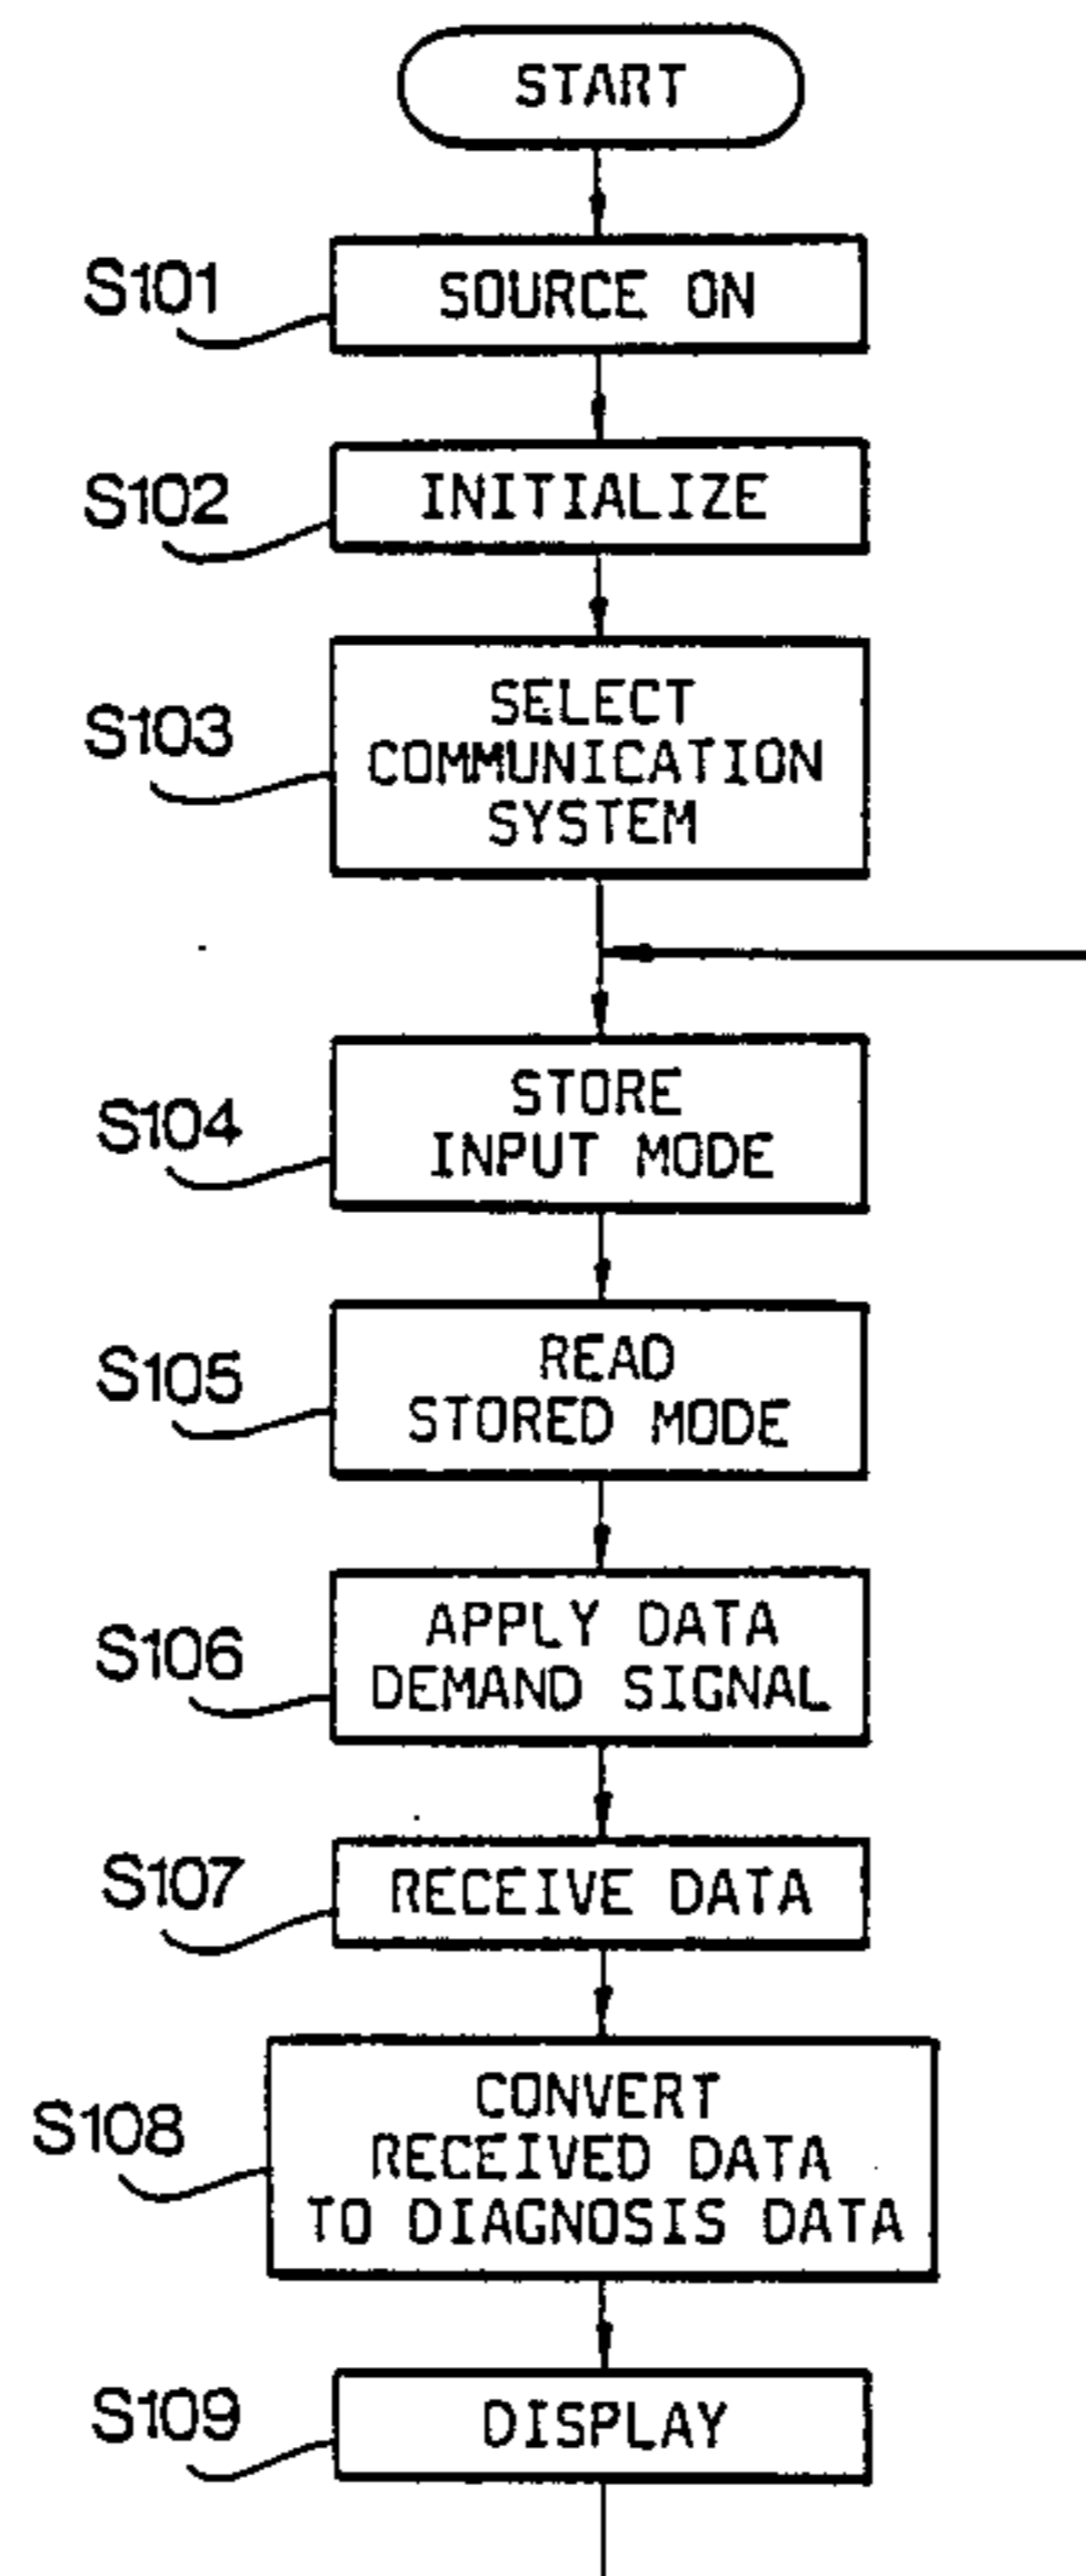 START
S101
SOURCE ON
S102
INITIALIZE
S103
SELECT
COMMUNICATION
SYSTEM
S104
STORE
INPUT MODE
S105
READ
STORED MODE
S106
APPLY DATA
DEMAND SIGNAL
S107
RECEIVE DATA
S108
CONVERT
RECEIVED DATA
TO DIAGNOSIS DATA
S109
DISPLAY